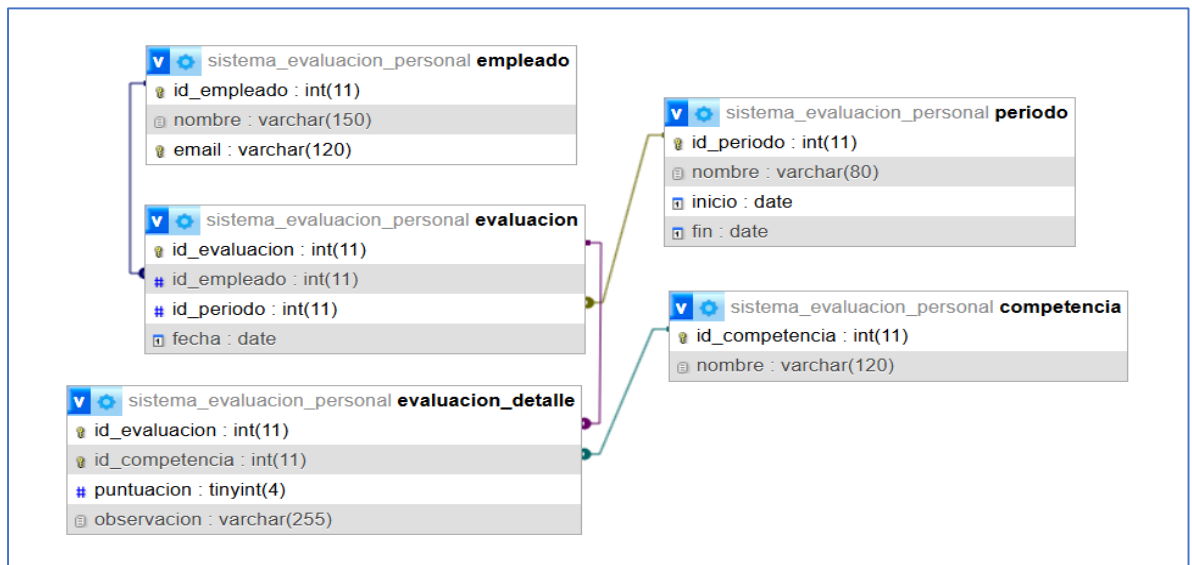 sistema_evaluacion_personal empleado
id_empleado : int(11)
nombre : varchar(150)
email : varchar(120)
sistema_evaluacion_personal periodo
id_periodo : int(11)
nombre : varchar(80)
inicio : date
fin : date
sistema_evaluacion_personal evaluacion
id_evaluacion : int(11)
# id_empleado : int(11)
# id_periodo : int(11)
fecha : date
sistema_evaluacion_personal competencia
id_competencia : int(11)
nombre : varchar(120)
sistema_evaluacion_personal evaluacion_detalle
id_evaluacion : int(11)
id_competencia : int(11)
# puntuacion : tinyint(4)
observacion : varchar(255)